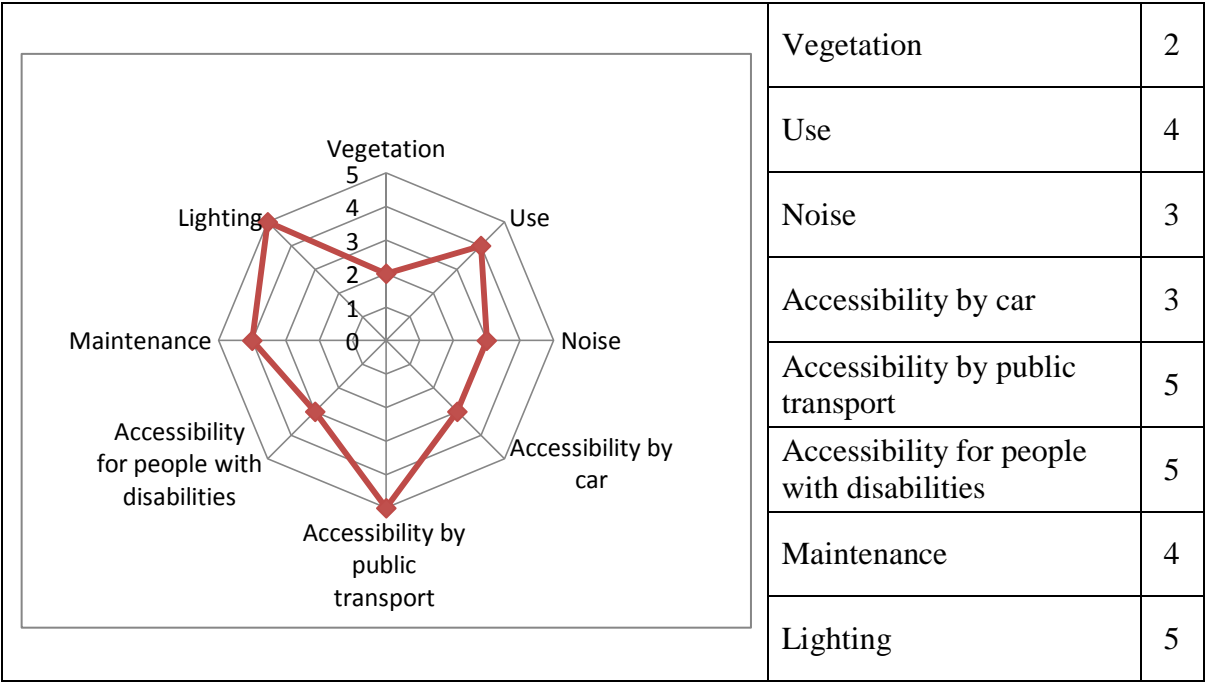 Vegetation
5
4
3
2
1
0
Lighting
Use
Maintenance
Noise
Accessibility
for people with
disabilities
Accessibility by
car
Accessibility by
public
transport
Vegetation 2
Use 4
Noise 3
Accessibility by car 3
Accessibility by public
transport
5
Accessibility for people
with disabilities
5
Maintenance 4
Lighting 5